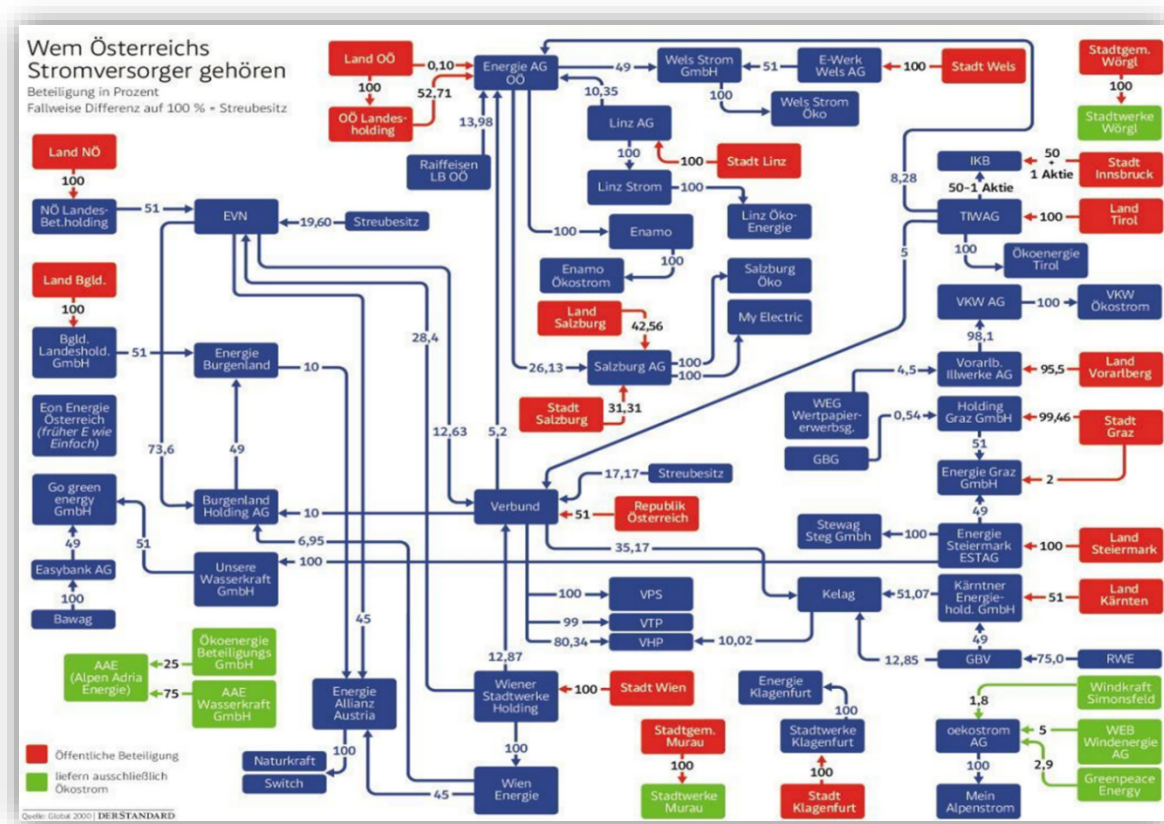 Wem Österreichs
Stromversorger gehören
Beteiligung in Prozent
Fallweise Differenz auf 100 % = Streubesitz
Land OÖ
0,10
100
52,71
OÖ Landes-
holding
Energie AG
OÖ
49
Wels Strom
GmbH
51
E-Werk
Wels AG
100
Stadt Wels
Stadtgem.
Wörgl
100
Stadtwerke
Wörgl
100
Wels Strom
Öko
10,35
Linz AG
13,98
Raiffeisen
LB OÖ
100
100
Stadt Linz
Linz Strom
100
Linz Öko-
Energie
8,28
IKB
50
+
1 Aktie
Stadt
Innsbruck
50-1 Aktie
TIWAG
100
Land
Tirol
5
100
Ökoenergie
Tirol
Land NÖ
100
NÖ Landes-
Bet.holding
51
EVN
19,60
Streubesitz
100
Enamo
100
Enamo
Ökostrom
Salzburg
Öko
My Electric
VKW AG
100
VKW
Ökostrom
98,1
Land Bgld.
100
Bgld.
Landeshold.
GmbH
51
Energie
Burgenland
10
28,4
Land
Salzburg
42,56
26,13
Salzburg AG
100
100
Stadt
Salzburg
31,31
4,5
Vorarlb.
Illwerke AG
95,5
Land
Vorarlberg
WEG
Wertpapier-
erwerbsg.
0,54
Holding
Graz GmbH
99,46
Stadt
Graz
GBG
51
Eon Energie
Österreich
(früher E wie
Einfach)
73,6
49
12,63
5,2
Energie Graz
GmbH
2
49
Go green
energy
GmbH
Burgenland
Holding AG
10
Verbund
17,17
Streubesitz
51
Republik
Österreich
Stewag
Steg Gmbh
100
Energie
Steiermark
ESTAG
100
Land
Steiermark
49
51
6,95
35,17
100
Easybank AG
100
Bawag
Unsere
Wasserkraft
GmbH
45
100
VPS
99
VTP
80,34
VHP
10,02
Kelag
51,07
Kärntner
Energie-
hold. GmbH
51
Land
Kärnten
49
12,85
GBV
75,0
RWE
AAE
(Alpen Adria
Energie)
25
Ökoenergie
Beteiligungs
GmbH
75
AAE
Wasserkraft
GmbH
Energie
Allianz
Austria
12,87
Wiener
Stadtwerke
Holding
100
Stadt Wien
Energie
Klagenfurt
100
Stadtwerke
Klagenfurt
100
Stadt
Klagenfurt
1,8
Windkraft
Simonsfeld
oekostrom
AG
5
WEB
Windenergie
AG
2,9
Greenpeace
Energy
100
Mein
Alpenstrom
Öffentliche Beteiligung
liefern ausschließlich
Ökostrom
Naturkraft
Switch
100
100
45
Wien
Energie
Stadtgem.
Murau
100
Stadtwerke
Murau
Quelle: Global 2000 | DERSTANDARD